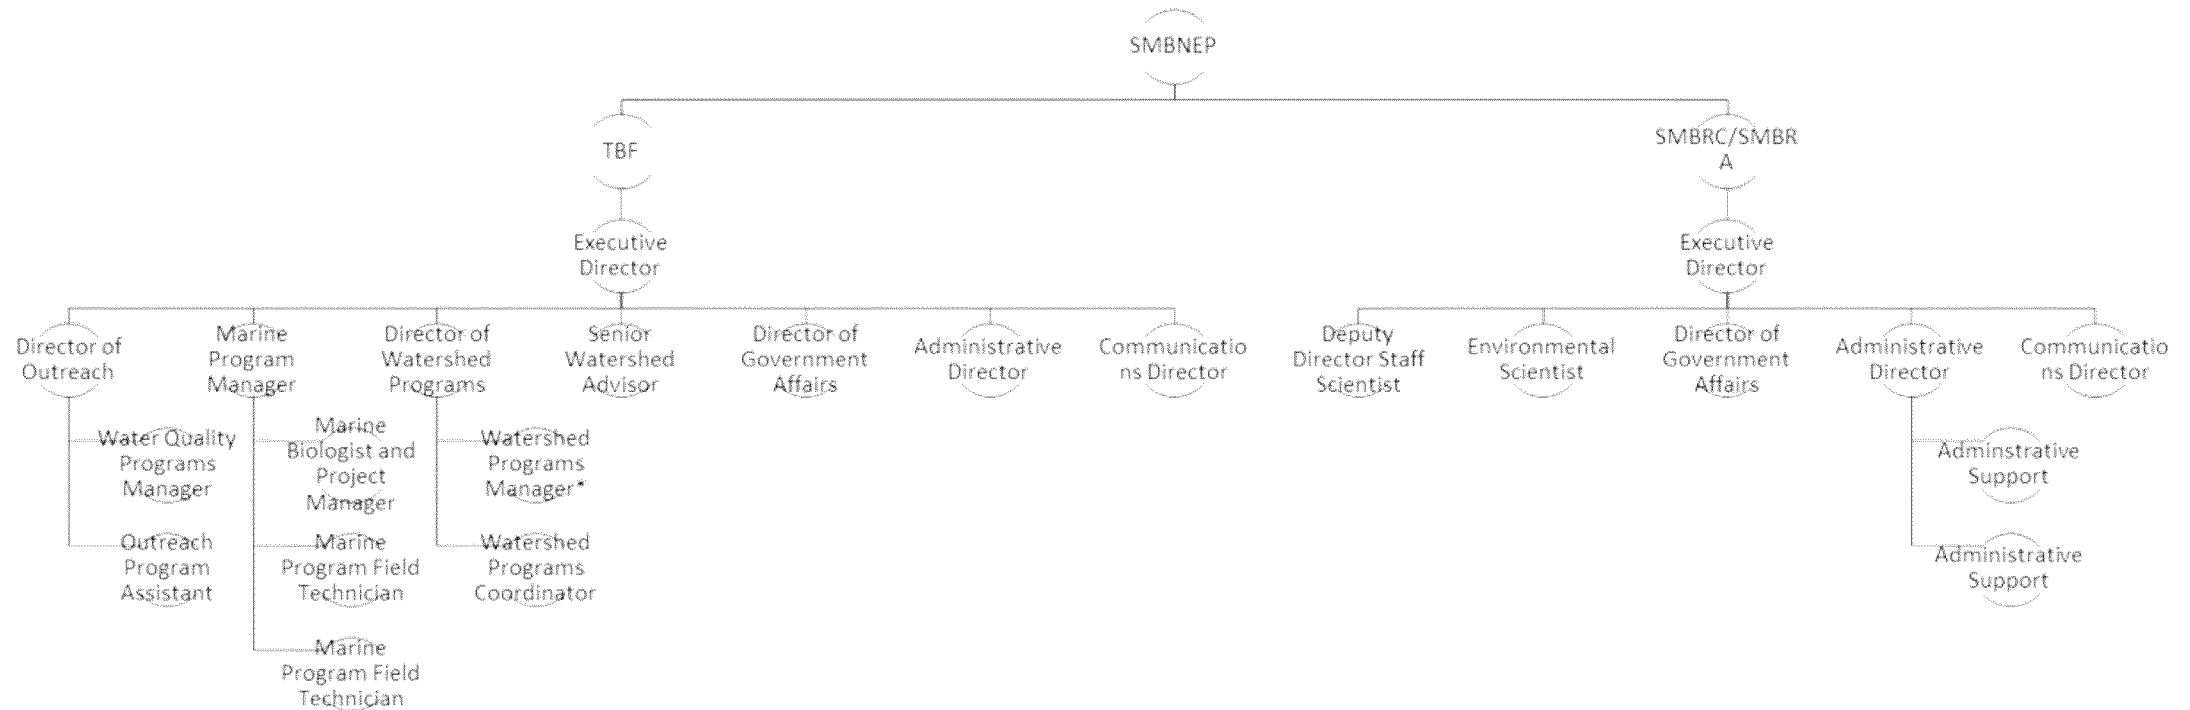 SMBNEP
TBF
SMBRC/SMBR
A
Executive
Director
Executive
Director
Director of
Outreach
Marine
Program
Manager
Director of
Watershed
Programs
Senior
Watershed
Advisor
Director of
Government
Affairs
Administrative
Director
Communicatio
ns Director
Deputy
Director Staff
Scientist
Environmental
Scientist
Director of
Government
Affairs
Administrative
Director
Communicatio
ns Director
Water Quality
Programs
Manager
Marine
Biologist and
Project
Manager
Watershed
Programs
Manager*
Adminstrative
Support
Outreach
Program
Assistant
Marine
Program Field
Technician
Watershed
Programs
Coordinator
Administrative
Support
Marine
Program Field
Technician